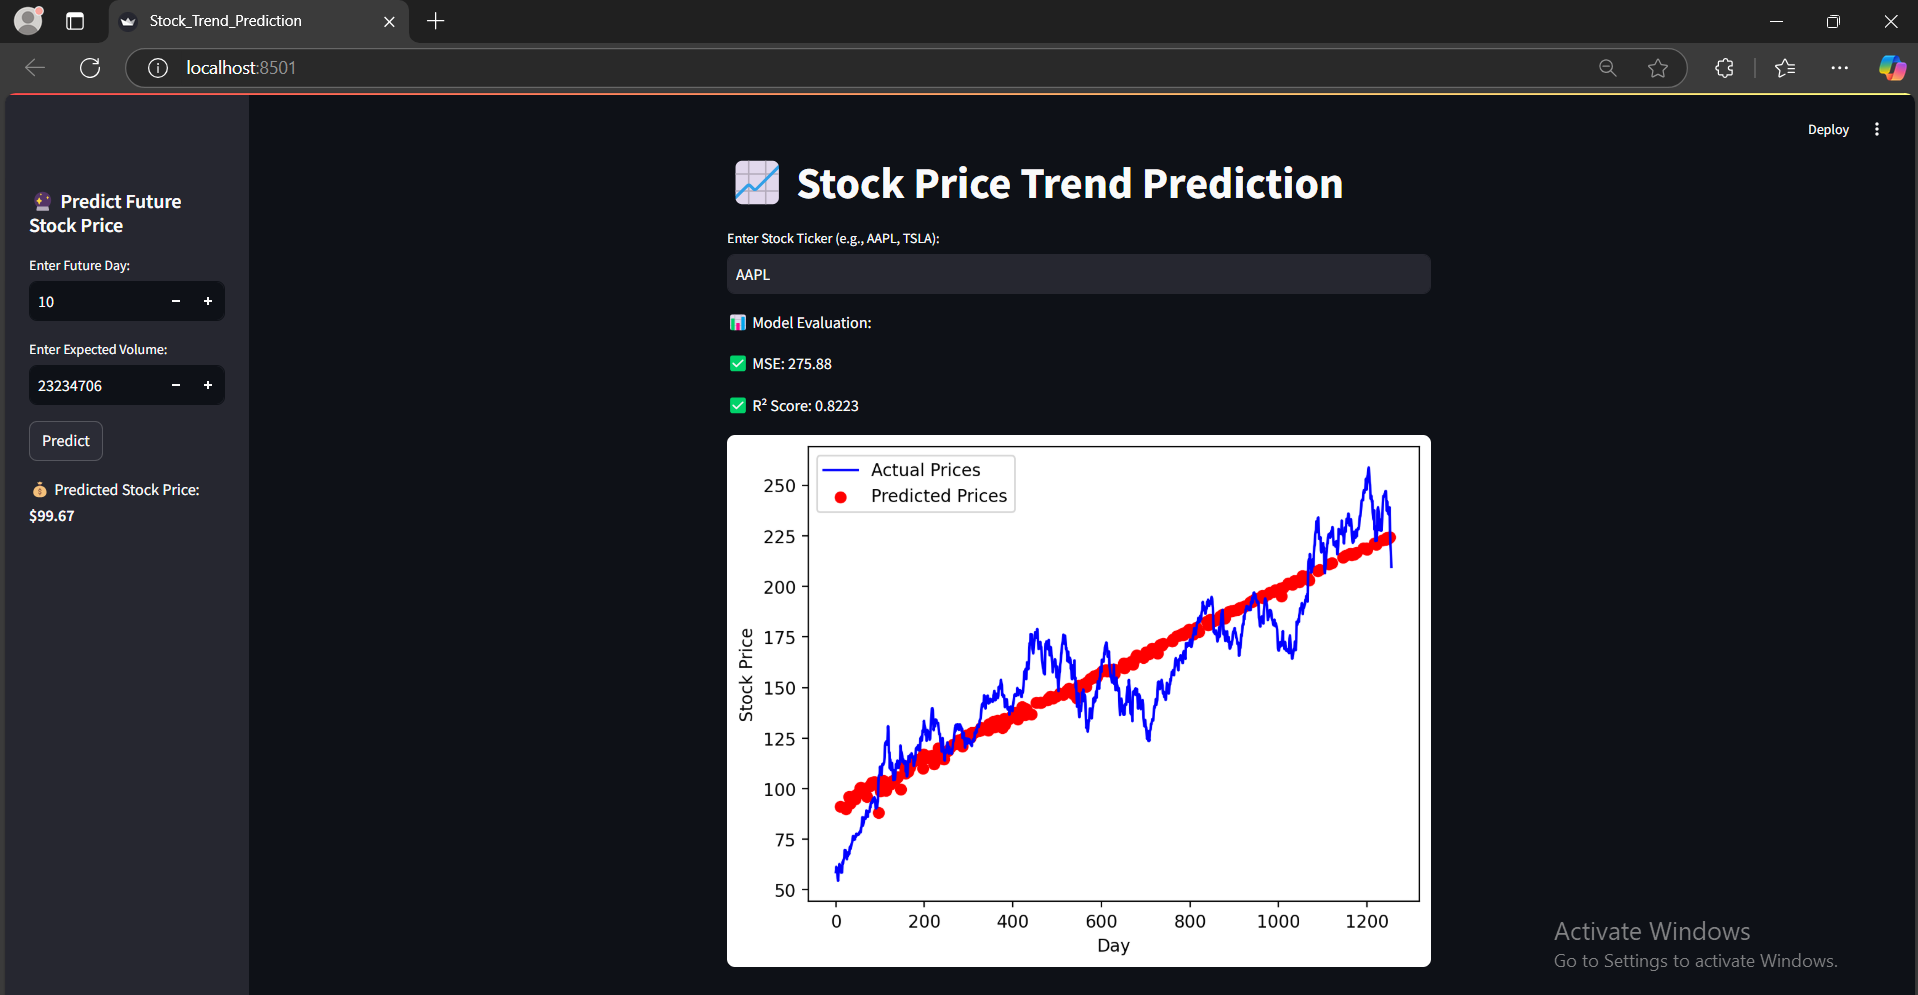 Stock_Trend_Prediction
localhost:8501
Deploy
🔮 Predict Future
Stock Price
Enter Future Day:
10
Enter Expected Volume:
23234706
Predict
💰 Predicted Stock Price:
$99.67
📈 Stock Price Trend Prediction
Enter Stock Ticker (e.g., AAPL, TSLA):
AAPL
📊 Model Evaluation:
✅ MSE: 275.88
✅ R² Score: 0.8223
Actual Prices
Predicted Prices
Stock Price
250
225
200
175
150
125
100
75
50
0 200 400 600 800 1000 1200
Day
Activate Windows
Go to Settings to activate Windows.